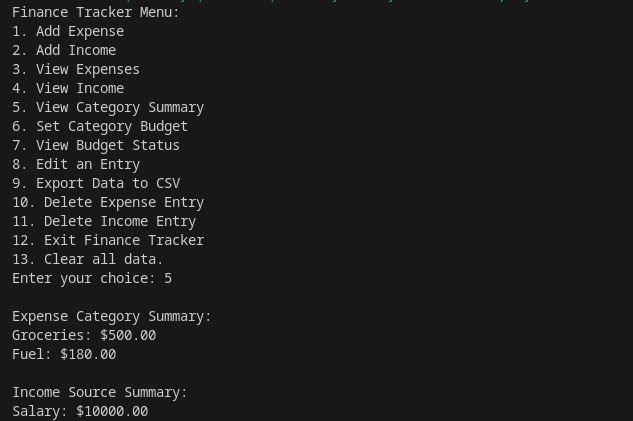 Finance Tracker Menu:
1. Add Expense
2. Add Income
3. View Expenses
4. View Income
5. View Category Summary
6. Set Category Budget
7. View Budget Status
8. Edit an Entry
9. Export Data to CSV
10. Delete Expense Entry
11. Delete Income Entry
12. Exit Finance Tracker
13. Clear all data.
Enter your choice: 5
Expense Category Summary:
Groceries: $500.00
Fuel: $180.00
Income Source Summary:
Salary: $10000.00